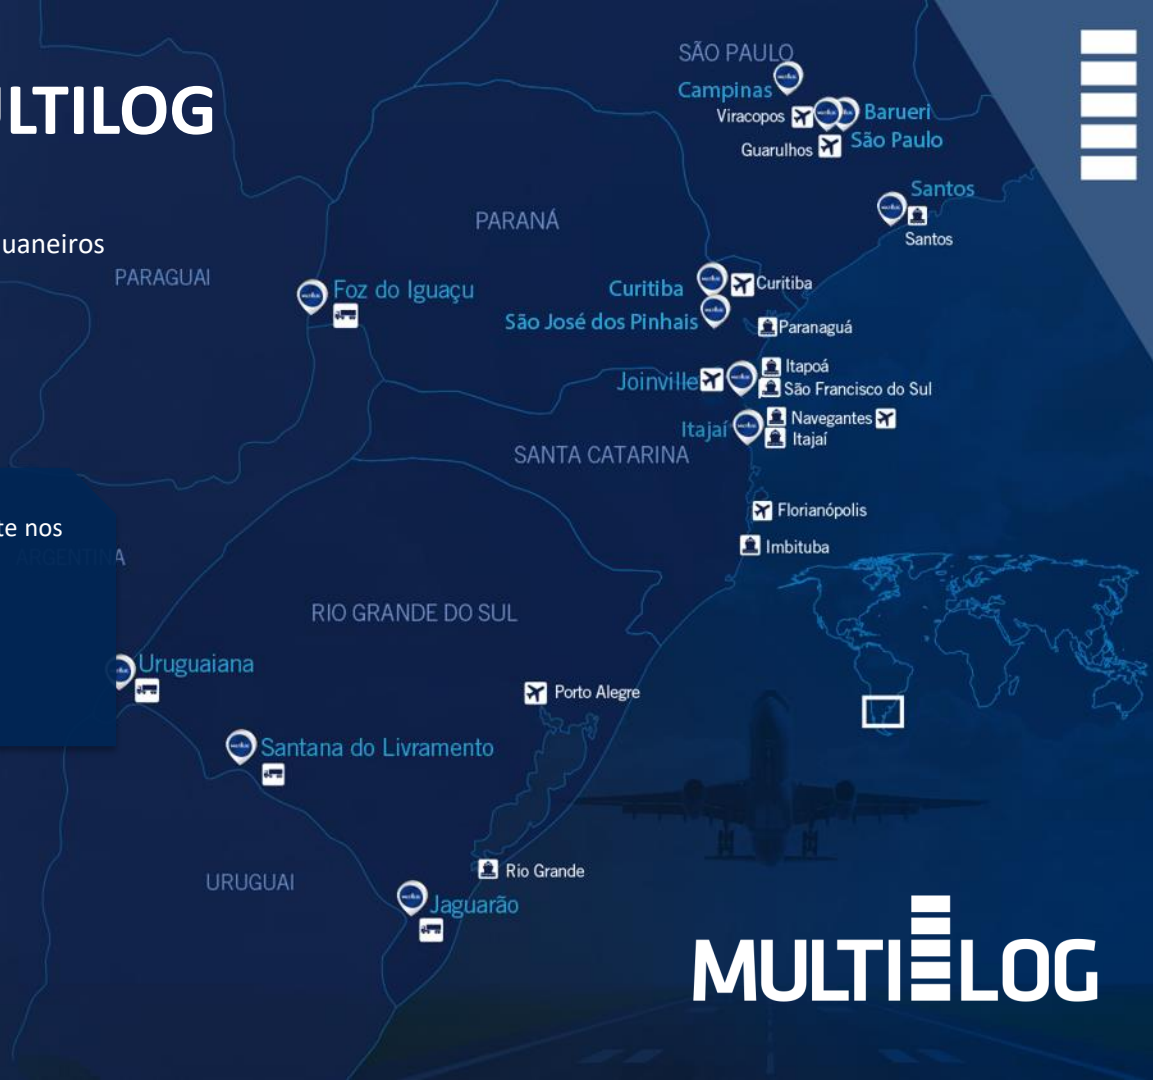 SÃO PAULO
Campinas
ULTILOG
Viracopos
Barueri
Guarulhos
São Paulo
Santos
PARANÁ
uaneiros
Santos
PARAGUAI
Foz do Iguaçu
Curitiba
Curitiba
São José dos Pinhais
Paranaguá
Itapoá
Joinville
São Francisco do Sul
Navegantes
Itajaí
Itajaí
SANTA CATARINA
Florianópolis
te nos
Imbituba
ARGENTINA
RIO GRANDE DO SUL
Uruguaiana
Porto Alegre
Santana do Livramento
Rio Grande
URUGUAI
Jaguarão
MULTILOG